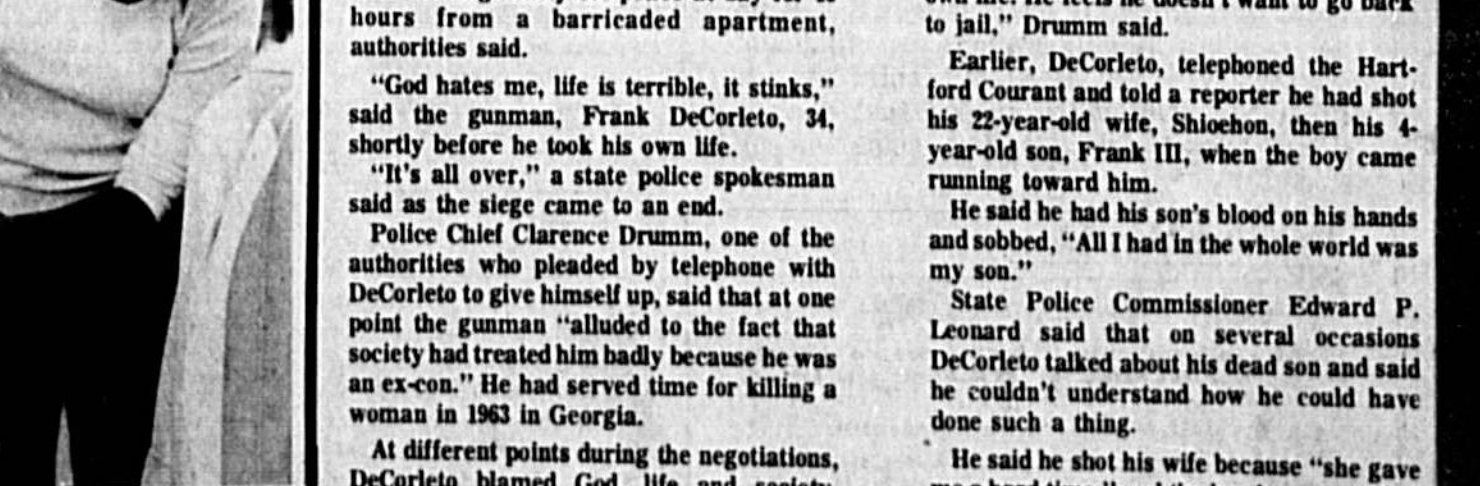 hours from a barricaded apartment,
authorities said.
"God hates me, life is terrible, it stinks,"
said the gunman, Frank DeCorleto, 34,
shortly before he took his own life.
"It's all over," a state police spokesman
said as the siege came to an end.
Police Chief Clarence Drumm, one of the
authorities who pleaded by telephone with
DeCorleto to give himself up, said that at one
point the gunman "alluded to the fact that
society had treated him badly because he was
an ex-con." He had served time for killing a
woman in 1963 in Georgia.
At different points during the negotiations,
DeCorleto blamed God, life and society
to jail," Drumm said.
Earlier, DeCorleto, telephoned the Hart-
ford Courant and told a reporter he had shot
his 22-year-old wife, Shioehon, then his 4-
year-old son, Frank III, when the boy came
running toward him.
He said he had his son's blood on his hands
and sobbed, "All I had in the whole world was
my son."
State Police Commissioner Edward P.
Leonard said that on several occasions
DeCorleto talked about his dead son and said
he couldn't understand how he could have
done such a thing.
He said he shot his wife because "she gave